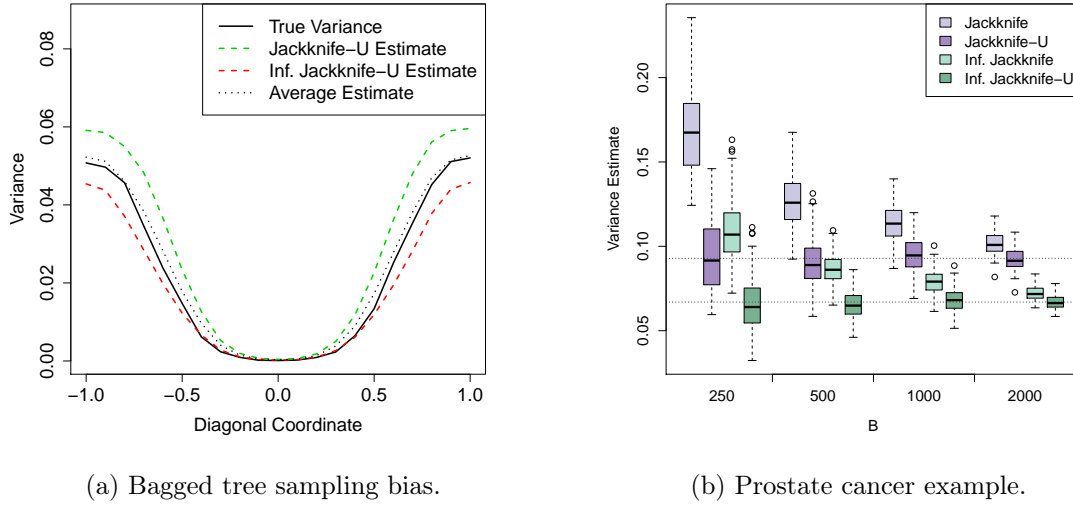 True Variance
Jackknife−U Estimate
Inf. Jackknife−U Estimate
Average Estimate
Variance
0.00
0.02
0.04
0.06
0.08
−1.0
−0.5
0.0
0.5
1.0
Diagonal Coordinate
(a) Bagged tree sampling bias.
Jackknife
Jackknife−U
Inf. Jackknife
Inf. Jackknife−U
Variance Estimate
0.05
0.10
0.15
0.20
250
500
1000
2000
B
(b) Prostate cancer example.